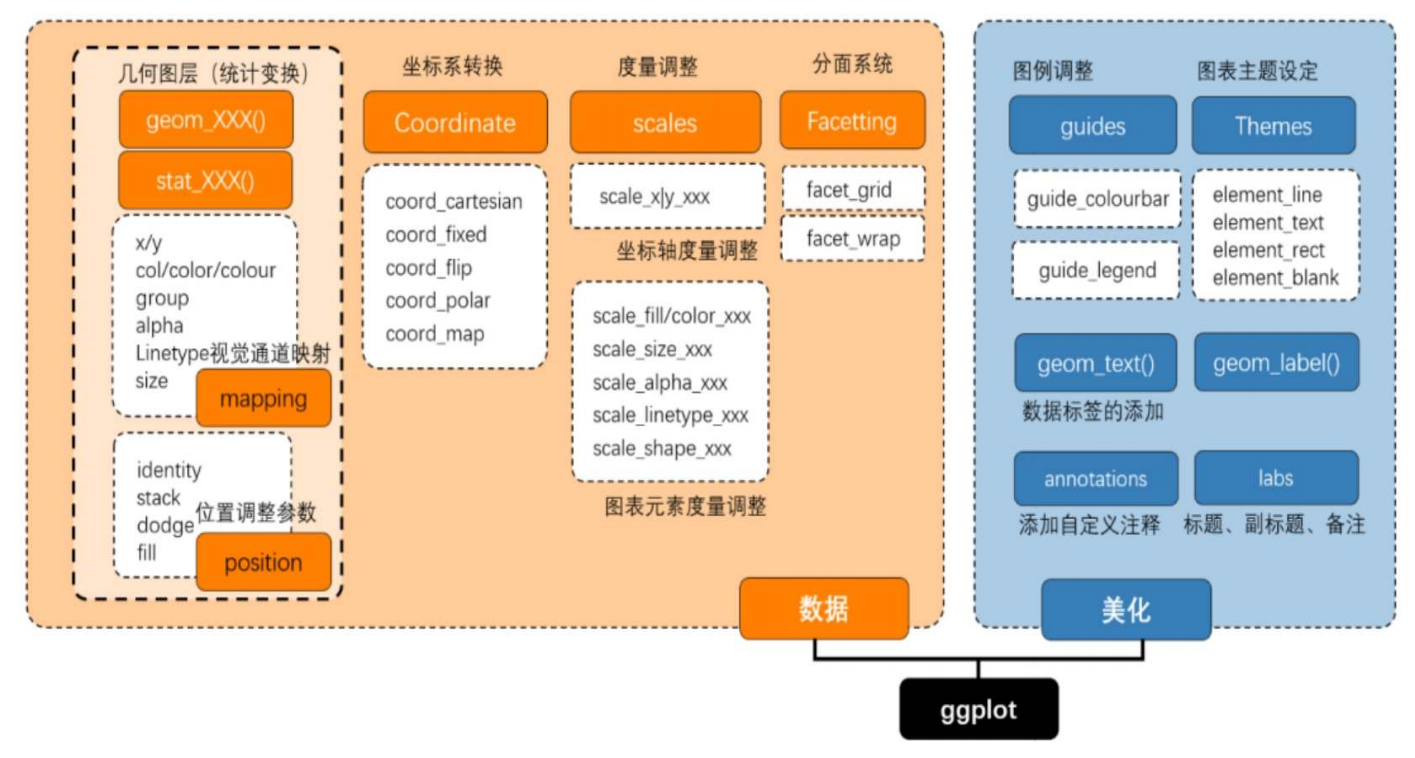 几何图层（统计变换）
geom_XXX()
stat_XXX()
x/y
col/color/colour
group
alpha
Linetype视觉通道映射
size
mapping
identity
stack
dodge
位置调整参数
fill
position
坐标系转换
Coordinate
coord_cartesian
coord_fixed
coord_flip
coord_polar
coord_map
度量调整
scales
scale_x|y_xxx
坐标轴度量调整
scale_fill/color_xxx
scale_size_xxx
scale_alpha_xxx
scale_linetype_xxx
scale_shape_xxx
图表元素度量调整
分面系统
Facetting
facet_grid
facet_wrap
数据
图例调整
guides
guide_colourbar
guide_legend
图表主题设定
Themes
element_line
element_text
element_rect
element_blank
geom_text()
geom_label()
数据标签的添加
annotations
添加自定义注释
labs
标题、副标题、备注
美化
ggplot